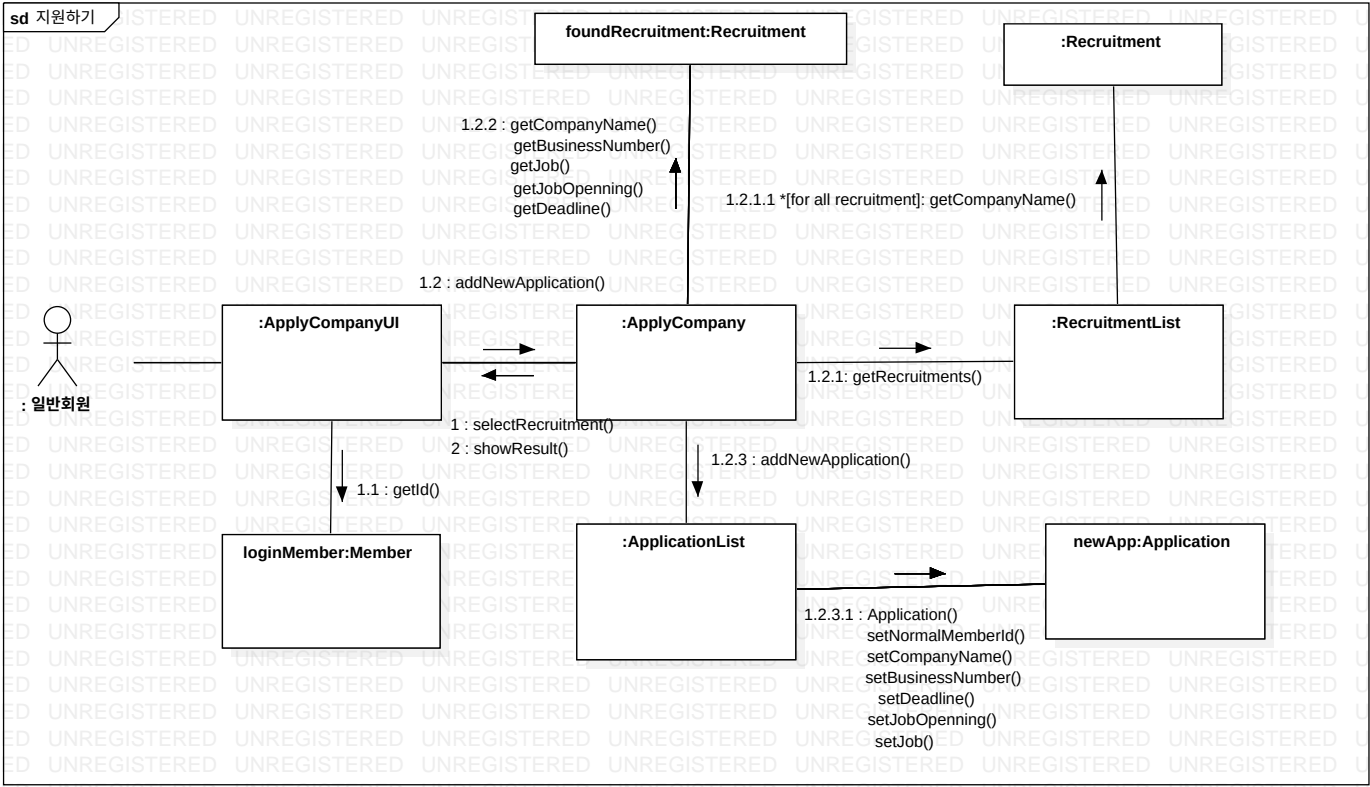 sd 지원하기
foundRecruitment:Recruitment
:Recruitment
1.2.2 : getCompanyName()
getBusinessNumber()
getJob()
getJobOpenning()
getDeadline()
1.2.1.1 *[for all recruitment]: getCompanyName()
1.2 : addNewApplication()
:ApplyCompanyUI
:ApplyCompany
:RecruitmentList
: 일반회원
1.2.1: getRecruitments()
1 : selectRecruitment()
2 : showResult()
1.2.3 : addNewApplication()
1.1 : getId()
loginMember:Member
:ApplicationList
newApp:Application
1.2.3.1 : Application()
setNormalMemberId()
setCompanyName()
setBusinessNumber()
setDeadline()
setJobOpenning()
setJob()
UNREGISTERED